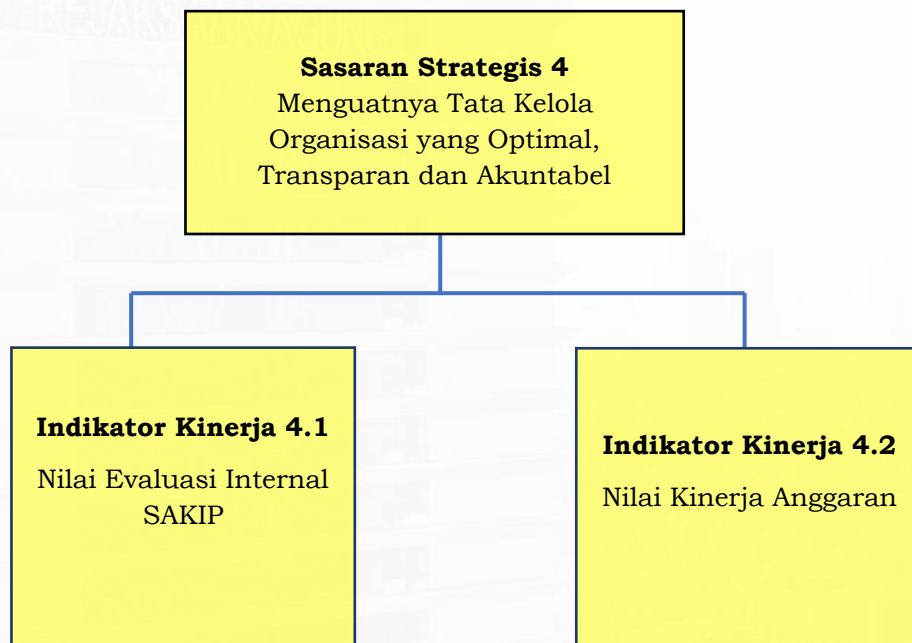 Sasaran Strategis 4
Menguatnya Tata Kelola
Organisasi yang Optimal,
Transparan dan Akuntabel
Indikator Kinerja 4.1
Nilai Evaluasi Internal
SAKIP
Indikator Kinerja 4.2
Nilai Kinerja Anggaran